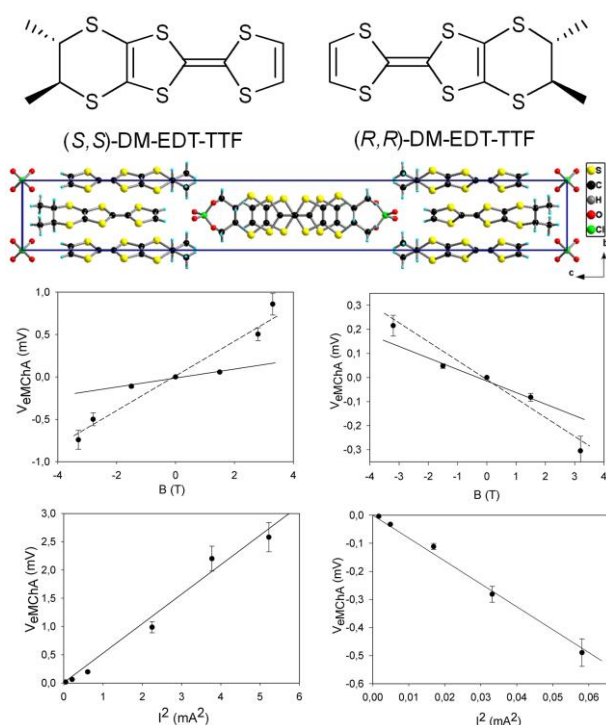 S S S S
S S
S S S S
S S
(S,S)-DM-EDT-TTF (R,R)-DM-EDT-TTF
S
C
H
O
Cl
b
c
VeMChA (mV)
1,0
0,5
0,0
-0,5
-1,0
-4 -2 0 2 4
B (T)
VeMChA (mV)
0,3
0,2
0,1
0,0
-0,1
-0,2
-0,3
-4 -3 -2 -1 0 1 2 3 4
B (T)
VeMChA (mV)
3,0
2,5
2,0
1,5
1,0
0,5
0,0
0 2 4 6
I² (mA²)
VeMChA (mV)
-0,0
-0,1
-0,2
-0,3
-0,4
-0,5
-0,6
0,00 0,01 0,02 0,03 0,04 0,05 0,06
I² (mA²)